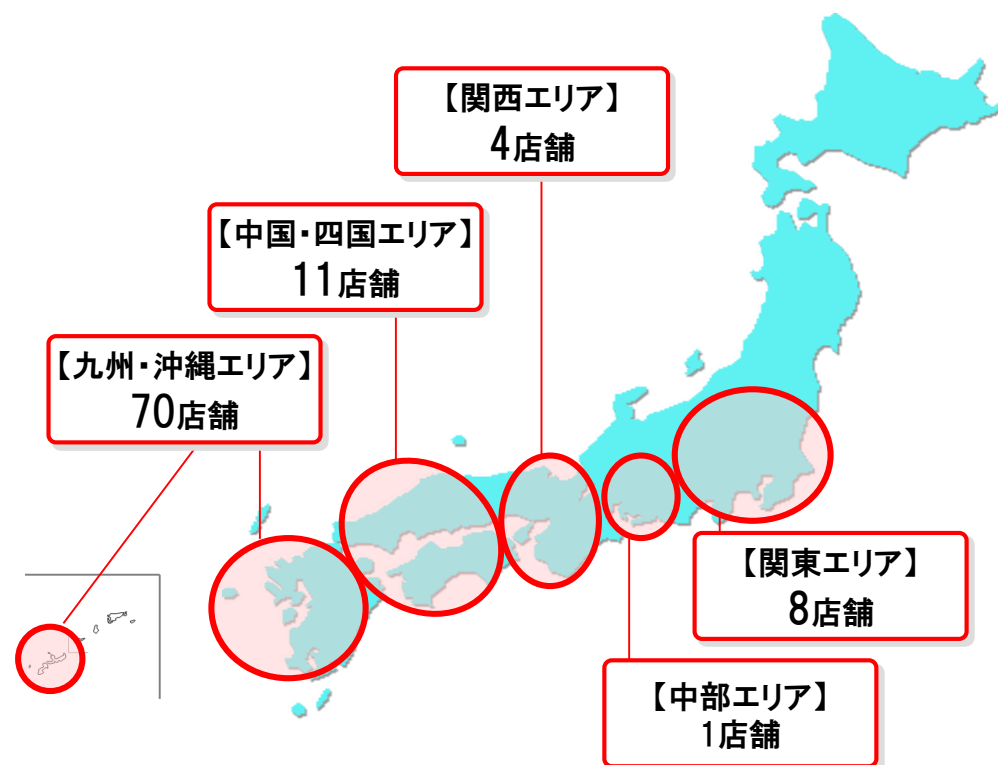 【関西エリア】
4店舗
【中国・四国エリア】
11店舗
【九州・沖縄エリア】
70店舗
【関東エリア】
8店舗
【中部エリア】
1店舗